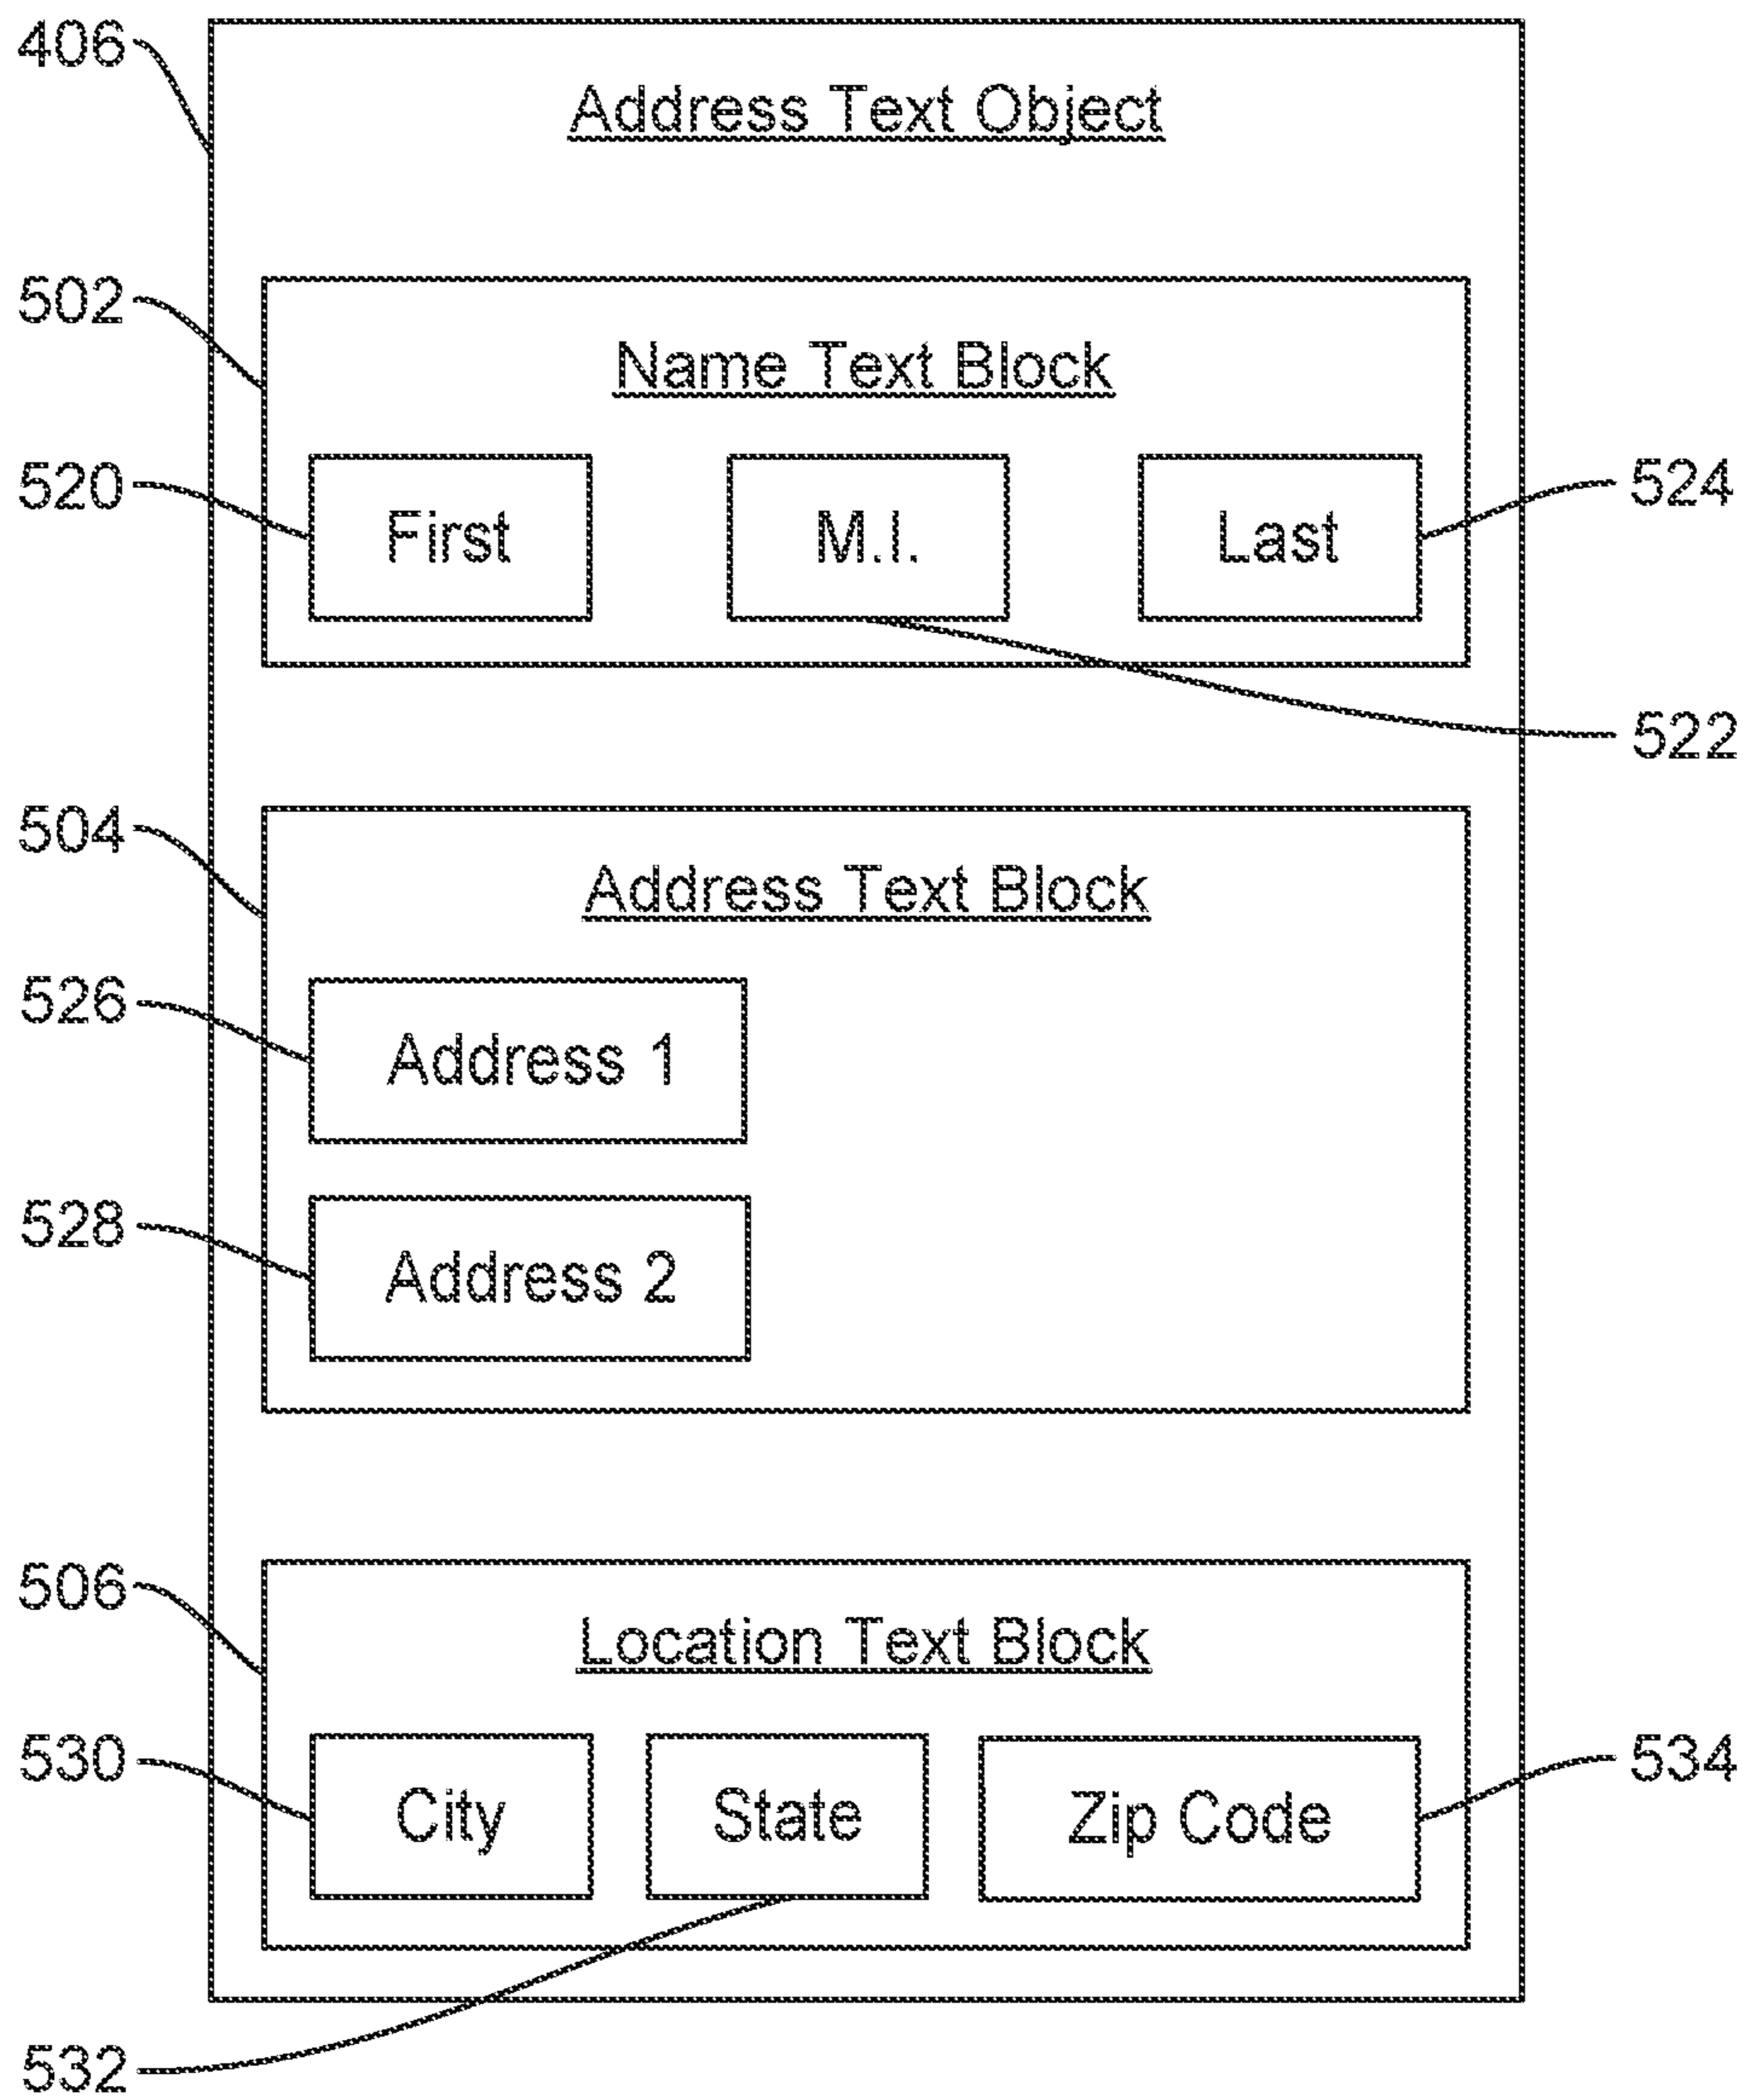 406
Address Text Object
502
Name Text Block
520
First
M.I.
Last
524
522
504
Address Text Block
526
Address 1
528
Address 2
506
Location Text Block
530
City
State
Zip Code
534
532